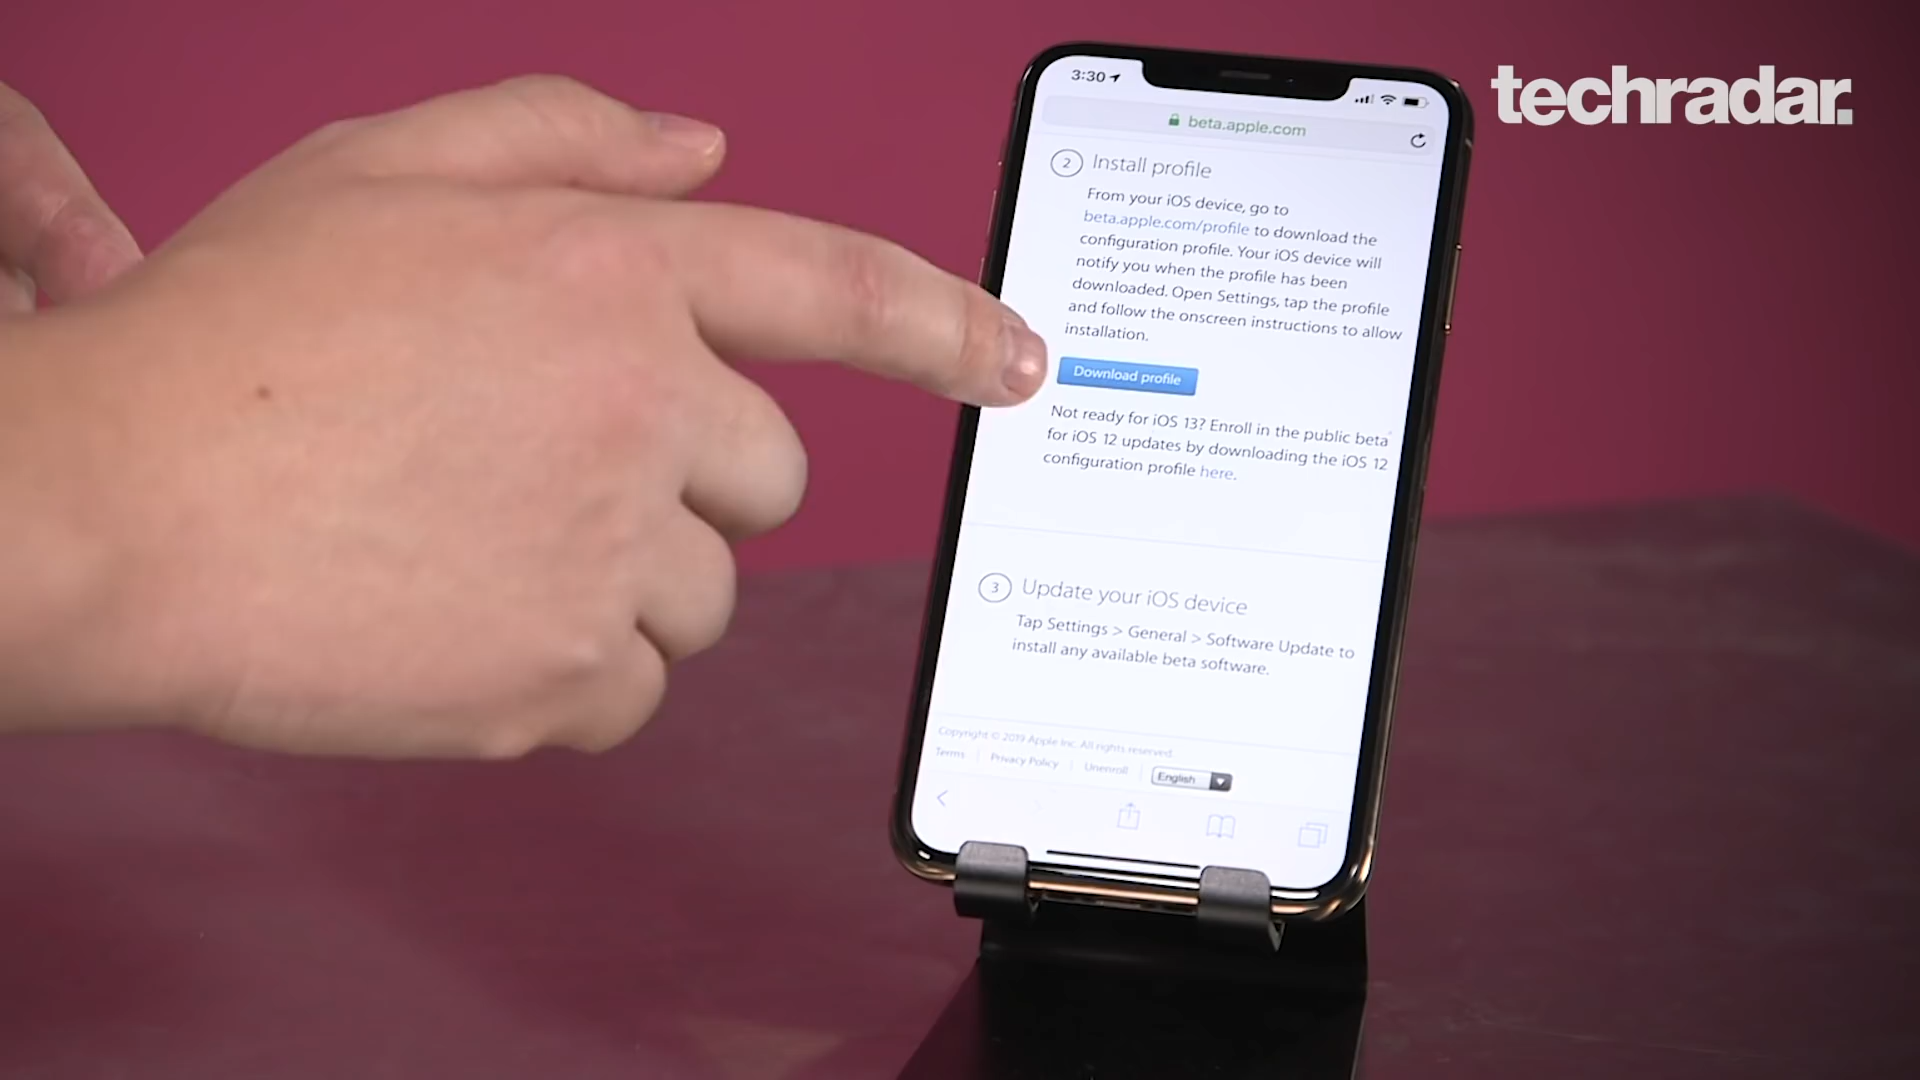 techradar.
3:30
beta.apple.com
2 Install profile
From your iOS device, go to
beta.apple.com/profile to download the
configuration profile. Your iOS device will
notify you when the profile has been
downloaded. Open Settings, tap the profile
and follow the onscreen instructions to allow
installation.
Download profile
Not ready for iOS 13? Enroll in the public beta
for iOS 12 updates by downloading the iOS 12
configuration profile here.
3 Update your iOS device
Tap Settings > General > Software Update to
install any available beta software.
Copyright © 2019 Apple Inc. All rights reserved.
Terms | Privacy Policy | Unenroll | English